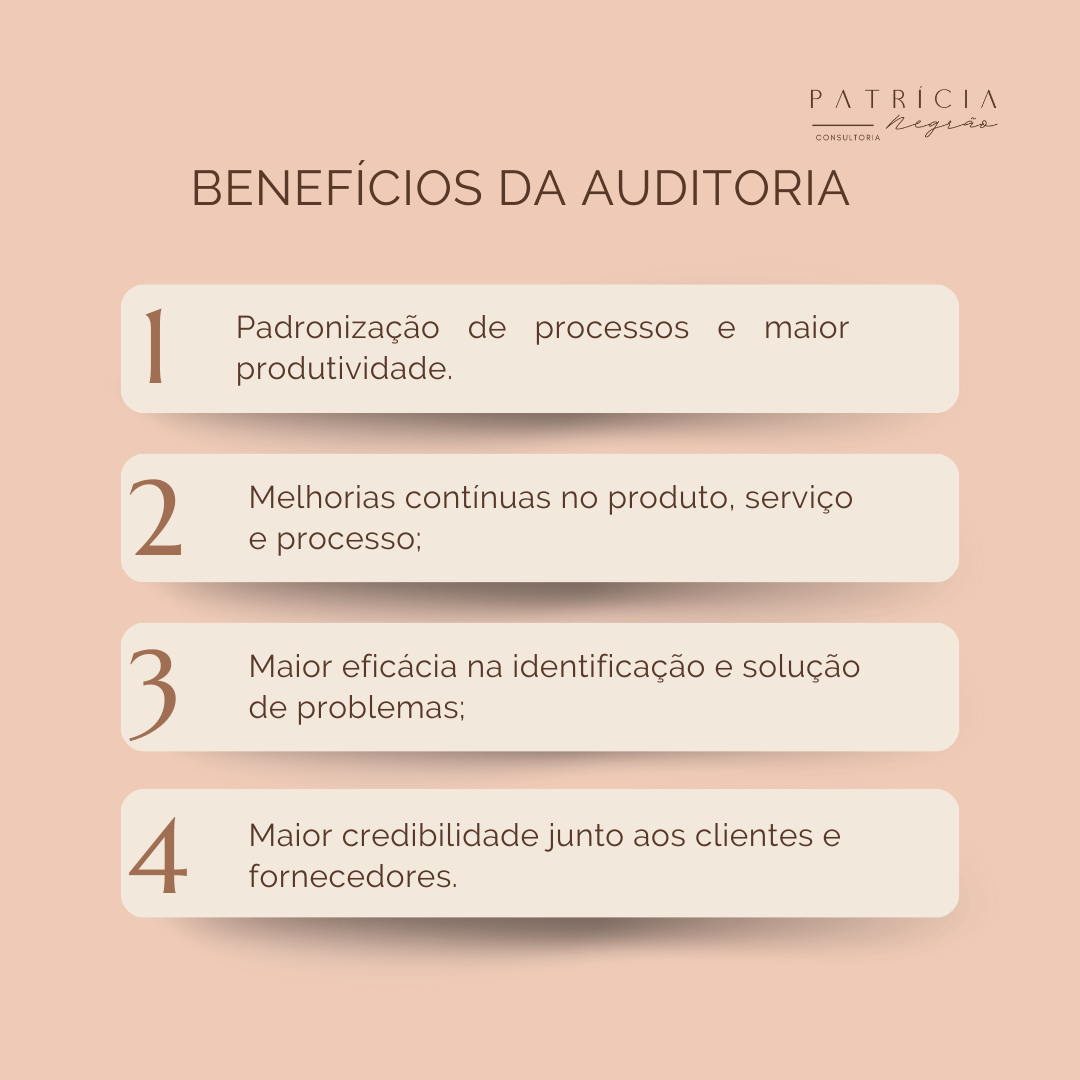 PATRÍCIA
Negrão
CONSULTORIA
BENEFÍCIOS DA AUDITORIA
1
Padronização de processos e maior
produtividade.
2
Melhorias contínuas no produto, serviço
e processo;
3
Maior eficácia na identificação e solução
de problemas;
4
Maior credibilidade junto aos clientes e
fornecedores.